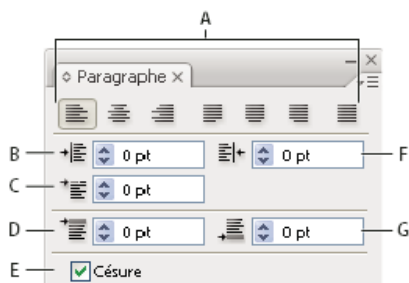 A
Paragraphe
B 0 pt 0 pt F
C 0 pt
D 0 pt 0 pt G
E Césure